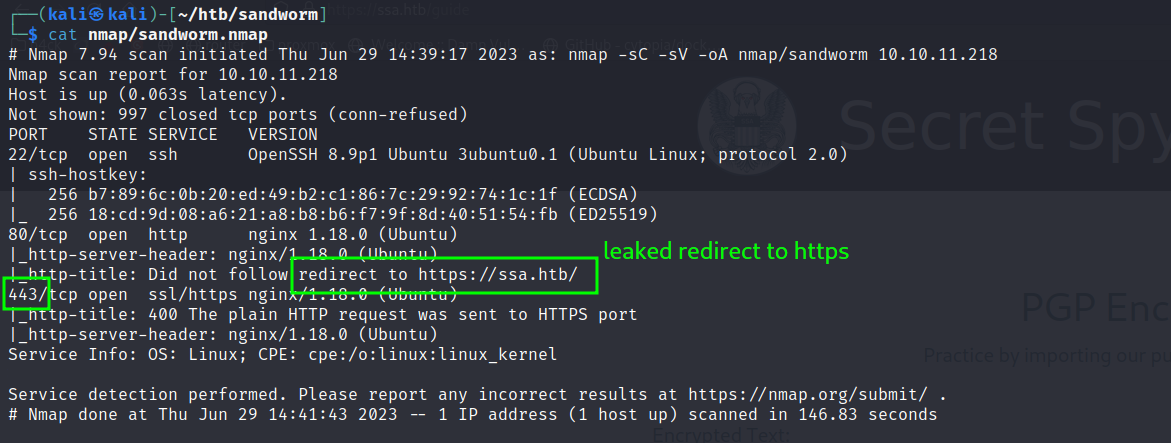 ┌──(kali㉿kali)-[~/htb/sandworm]
└─$ cat nmap/sandworm.nmap
# Nmap 7.94 scan initiated Thu Jun 29 14:39:17 2023 as: nmap -sC -sV -oA nmap/sandworm 10.10.11.218
Nmap scan report for 10.10.11.218
Host is up (0.063s latency).
Not shown: 997 closed tcp ports (conn-refused)
PORT    STATE SERVICE   VERSION
22/tcp  open  ssh       OpenSSH 8.9p1 Ubuntu 3ubuntu0.1 (Ubuntu Linux; protocol 2.0)
| ssh-hostkey:
|   256 b7:89:6c:0b:20:ed:49:b2:c1:86:7c:29:92:74:1c:1f (ECDSA)
|_  256 18:cd:9d:08:a6:21:a8:b8:b6:f7:9f:8d:40:51:54:fb (ED25519)
80/tcp  open  http      nginx 1.18.0 (Ubuntu)
|_http-server-header: nginx/1.18.0 (Ubuntu)
leaked redirect to https
|_http-title: Did not follow redirect to https://ssa.htb/
443/tcp open  ssl/https nginx/1.18.0 (Ubuntu)
|_http-title: 400 The plain HTTP request was sent to HTTPS port
|_http-server-header: nginx/1.18.0 (Ubuntu)
Service Info: OS: Linux; CPE: cpe:/o:linux:linux_kernel
Service detection performed. Please report any incorrect results at https://nmap.org/submit/ .
# Nmap done at Thu Jun 29 14:41:43 2023 -- 1 IP address (1 host up) scanned in 146.83 seconds
Secret Spy
PGP Enc
Practice by importing our pu
Encrypted Text: